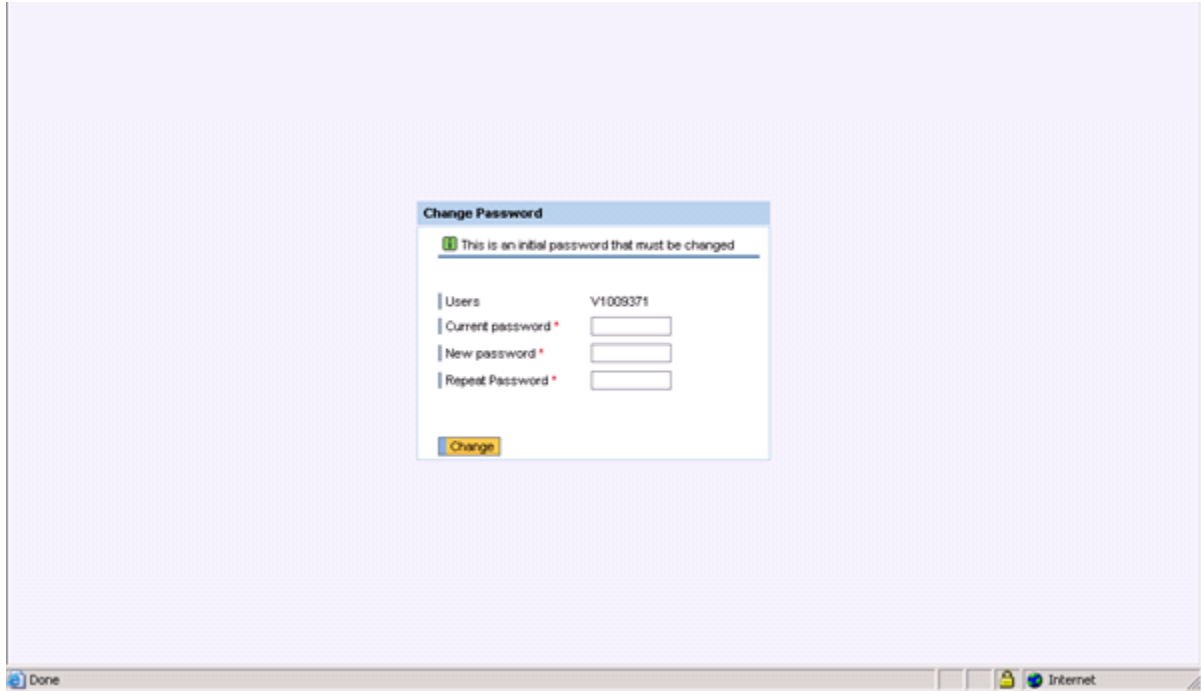 Change Password
This is an initial password that must be changed
Users V1009371
Current password *
New password *
Repeat Password *
Change
Done Internet